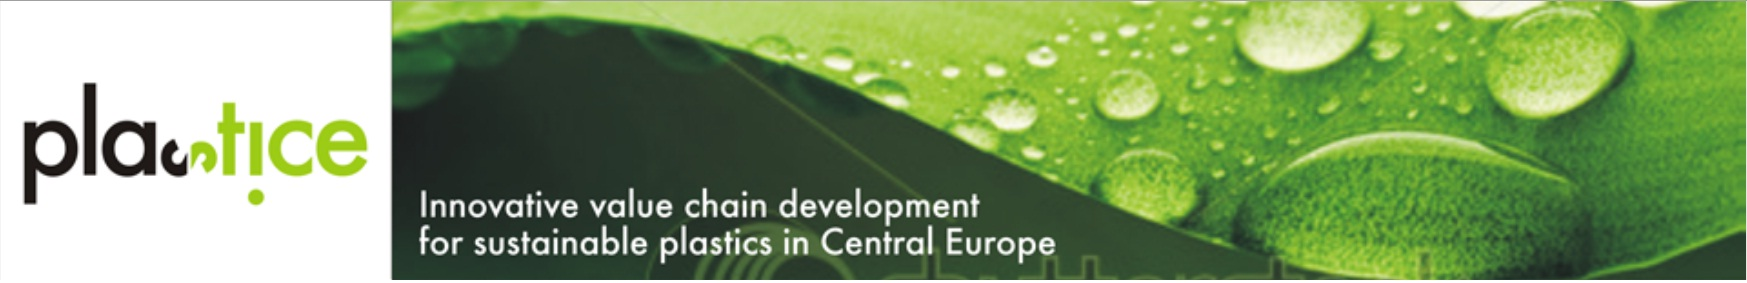 plastice
Innovative value chain development
for sustainable plastics in Central Europe